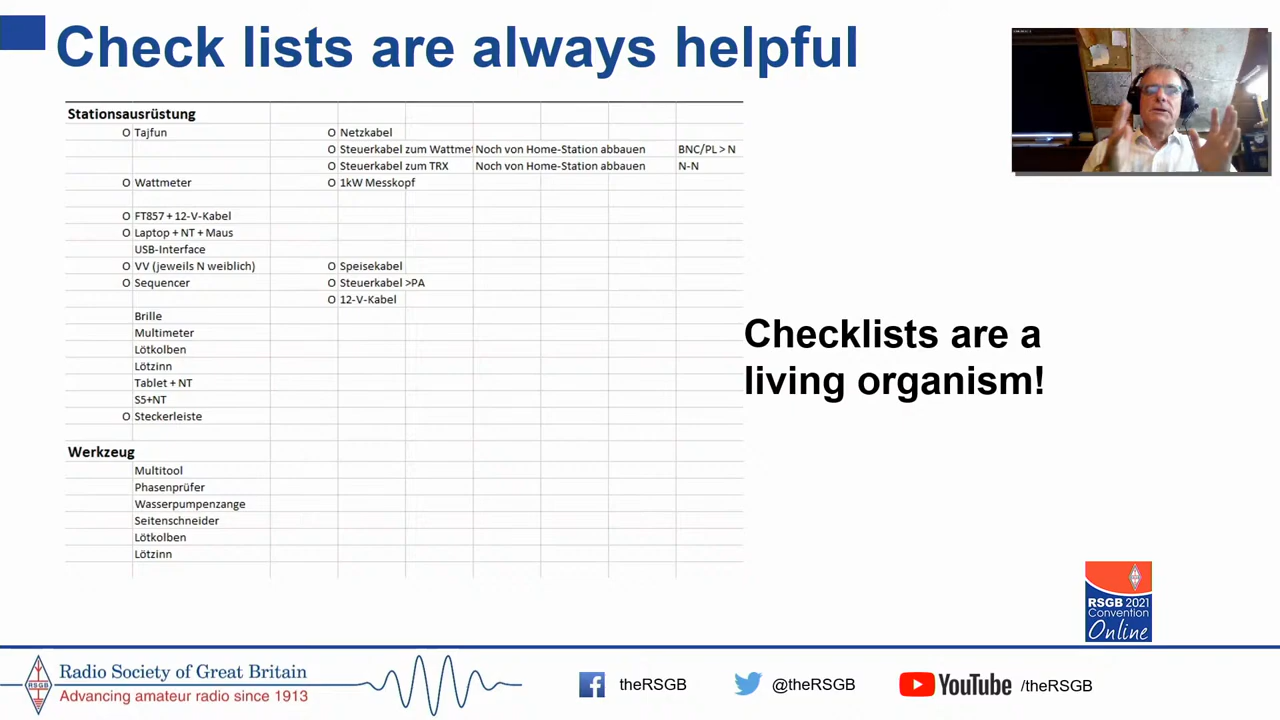 Check lists are always helpful
Stationsausrüstung
O Tajfun O Netzkabel
O Steuerkabel zum Wattmet Noch von Home-Station abbauen BNC/PL > N
O Steuerkabel zum TRX Noch von Home-Station abbauen N-N
O Wattmeter O 1kW Messkopf
O FT857 + 12-V-Kabel
O Laptop + NT + Maus
USB-Interface
O VV (jeweils N weiblich) O Speisekabel
O Sequencer O Steuerkabel >PA
O 12-V-Kabel
Brille
Multimeter
Lötkolben
Lötzinn
Tablet + NT
S5+NT
O Steckerleiste
Werkzeug
Multitool
Phasenprüfer
Wasserpumpenzange
Seitenschneider
Lötkolben
Lötzinn
Checklists are a
living organism!
RSGB 2021
Convention
Online
RSGB
Radio Society of Great Britain
Advancing amateur radio since 1913
theRSGB
@theRSGB
YouTube /theRSGB